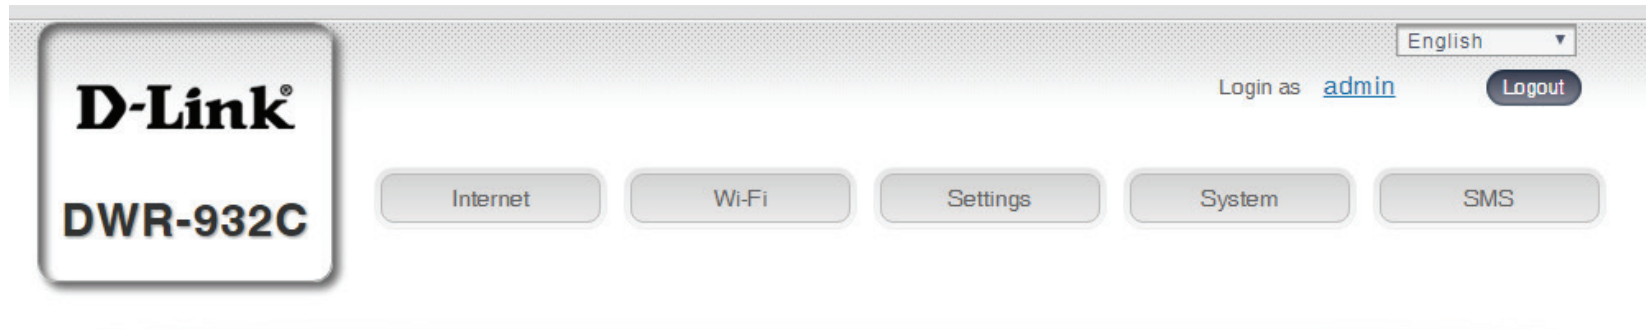 English
Login as admin Logout
D-Link®
DWR-932C
Internet Wi-Fi Settings System SMS